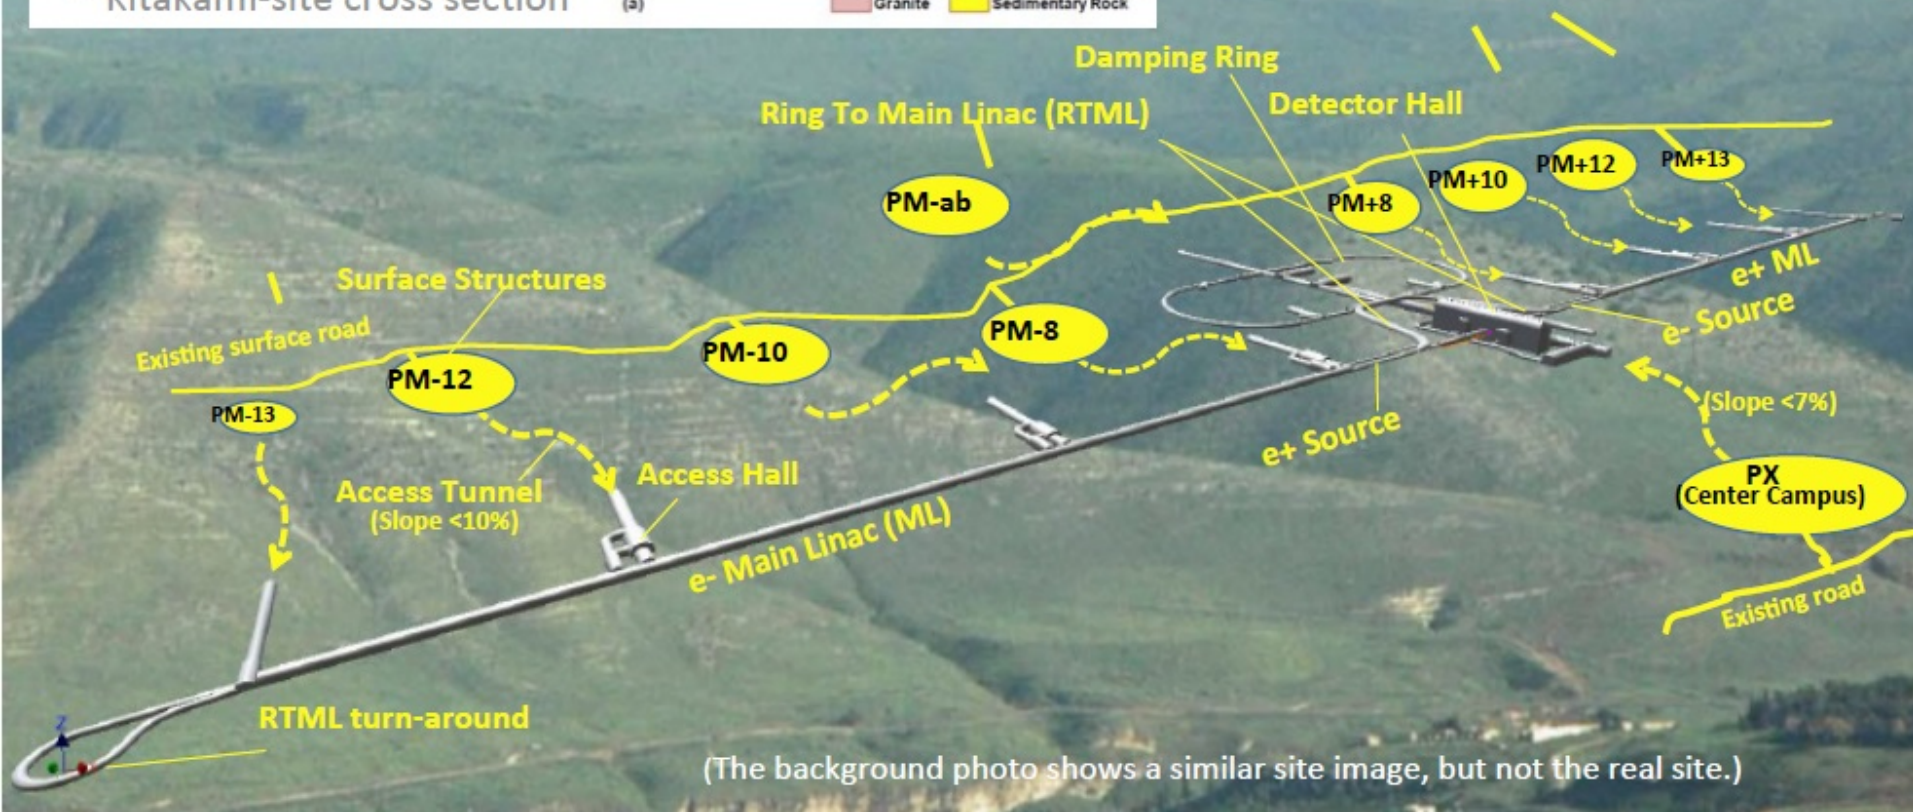 Kitakami-site cross section
(a)
Granite
Sedimentary Rock
Damping Ring
Ring To Main Linac (RTML)
Detector Hall
PM-ab
PM+8
PM+10
PM+12
PM+13
Surface Structures
Existing surface road
PM-13
PM-12
PM-10
PM-8
e+ ML
e- Source
e+ Source
(Slope <7%)
PX
(Center Campus)
Existing road
Access Tunnel
(Slope <10%)
Access Hall
e- Main Linac (ML)
RTML turn-around
Z
(The background photo shows a similar site image, but not the real site.)